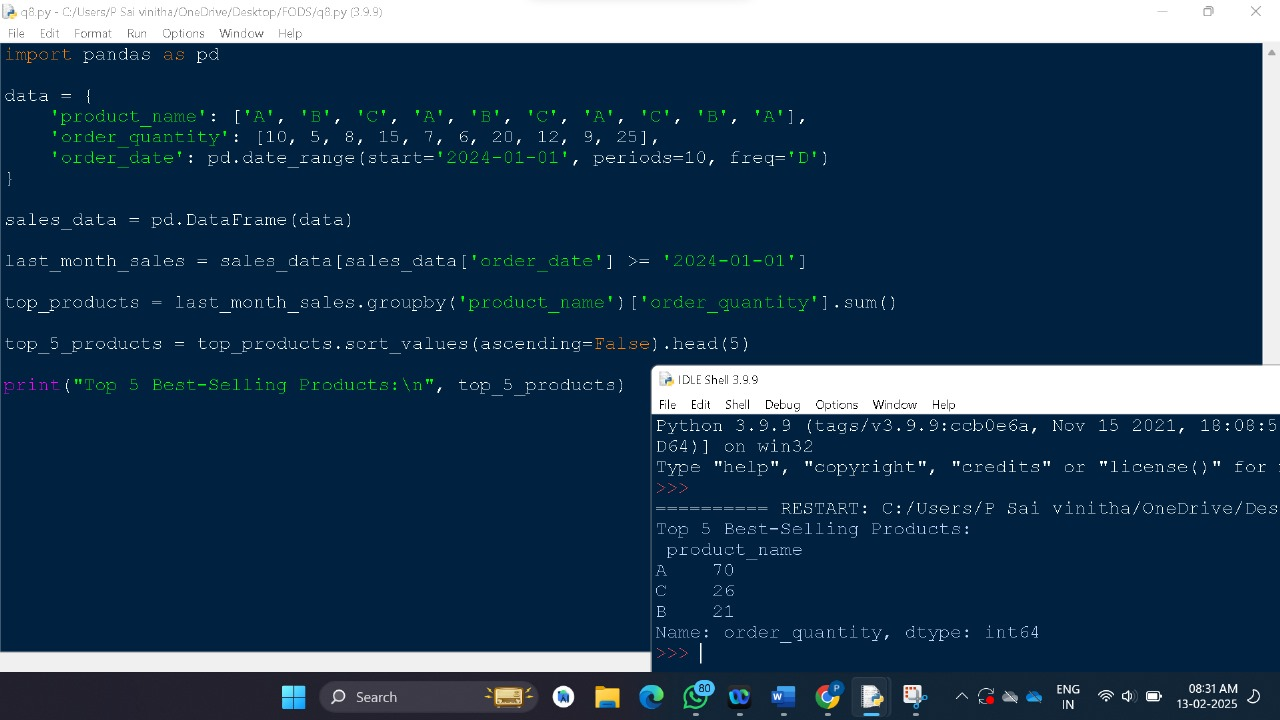 q8.py - C:/Users/P Sai vinitha/OneDrive/Desktop/FODS/q8.py (3.9.9)
File Edit Format Run Options Window Help
import pandas as pd
data = {
    'product_name': ['A', 'B', 'C', 'A', 'B', 'C', 'A', 'C', 'B', 'A'],
    'order_quantity': [10, 5, 8, 15, 7, 6, 20, 12, 9, 25],
    'order_date': pd.date_range(start='2024-01-01', periods=10, freq='D')
}
sales_data = pd.DataFrame(data)
last_month_sales = sales_data[sales_data['order_date'] >= '2024-01-01']
top_products = last_month_sales.groupby('product_name')['order_quantity'].sum()
top_5_products = top_products.sort_values(ascending=False).head(5)
print("Top 5 Best-Selling Products:\n", top_5_products)
IDLE Shell 3.9.9
File Edit Shell Debug Options Window Help
Python 3.9.9 (tags/v3.9.9:ccb0e6a, Nov 15 2021, 18:08:5
D64)] on win32
Type "help", "copyright", "credits" or "license()" for
>>>
========== RESTART: C:/Users/P Sai vinitha/OneDrive/Des
Top 5 Best-Selling Products:
 product_name
A    70
C    26
B    21
Name: order_quantity, dtype: int64
>>>
Search
80
P
ENG
IN
08:31 AM
13-02-2025